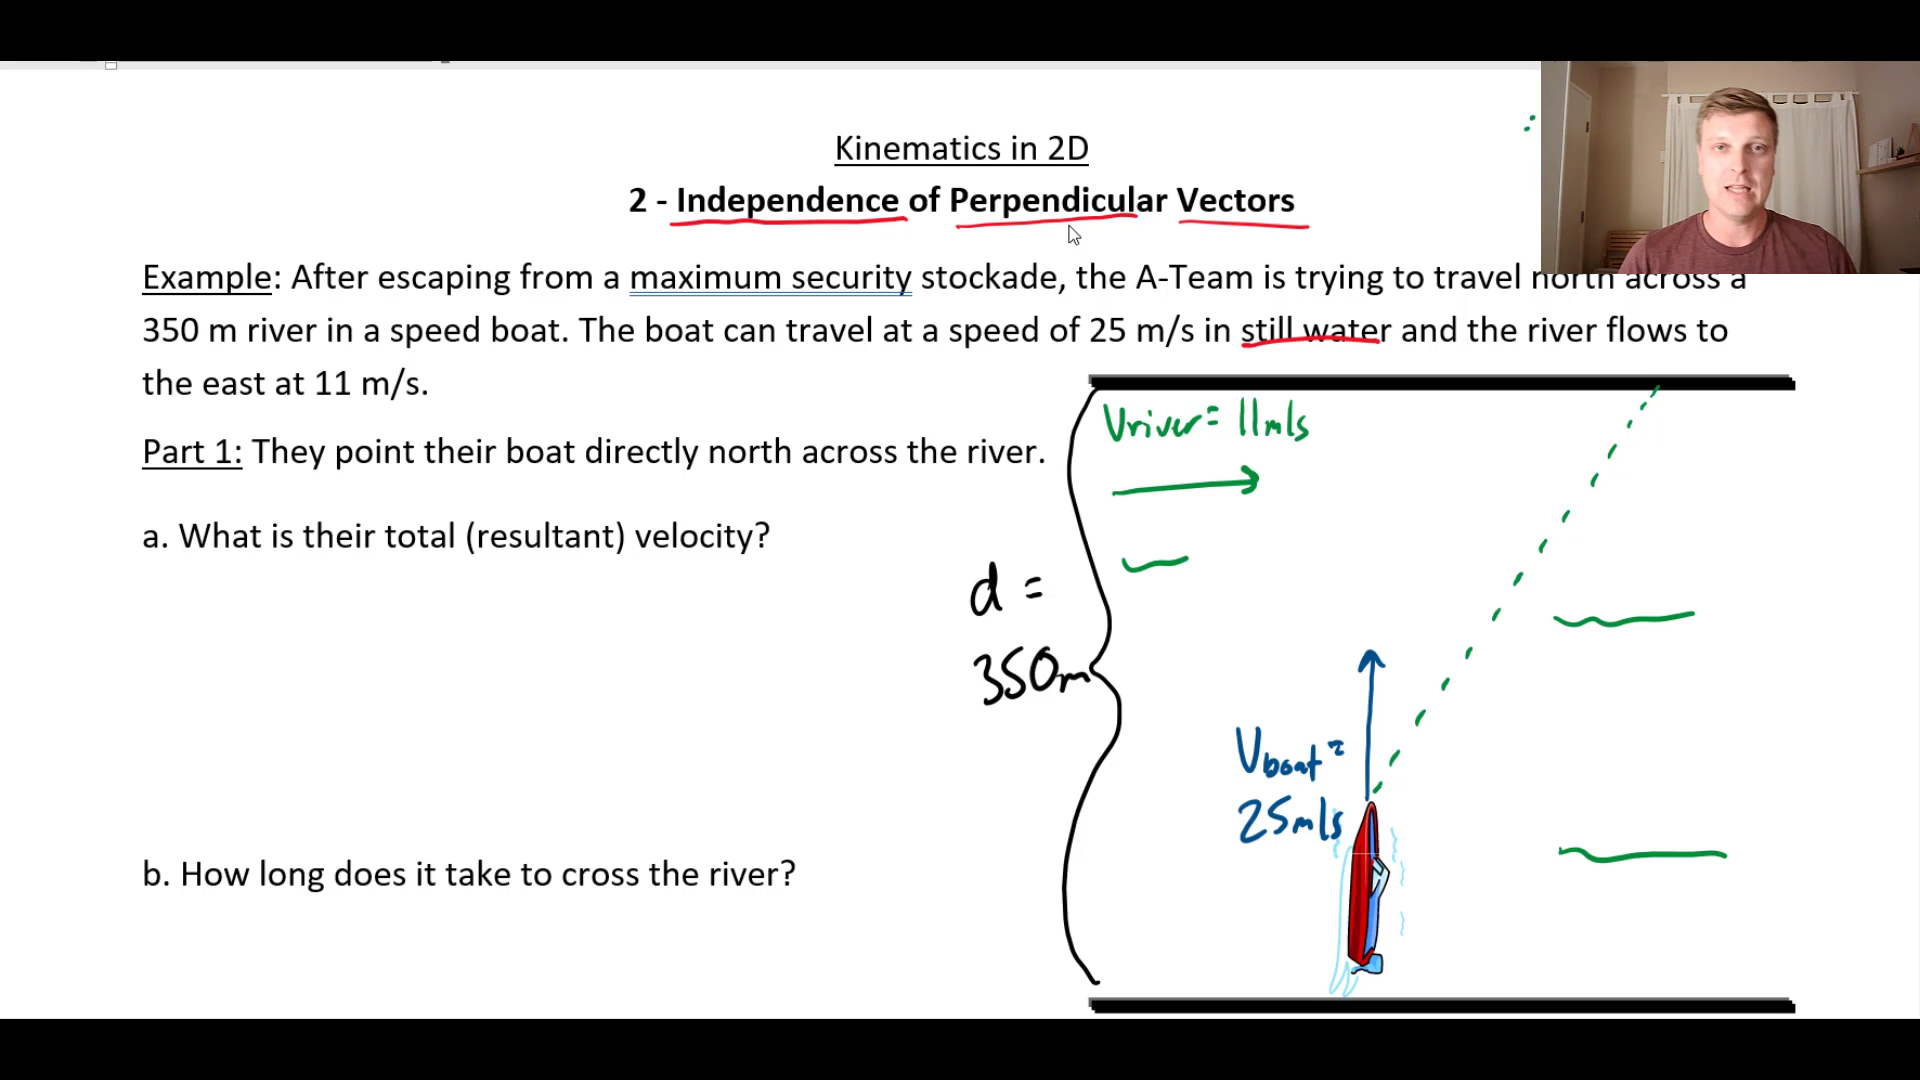 Kinematics in 2D
2 - Independence of Perpendicular Vectors
Example: After escaping from a maximum security stockade, the A-Team is trying to travel north across a
350 m river in a speed boat. The boat can travel at a speed of 25 m/s in still water and the river flows to
the east at 11 m/s.
Part 1: They point their boat directly north across the river.
Vriver = 11m/s
a. What is their total (resultant) velocity?
d =
350m
Vboat =
25m/s
b. How long does it take to cross the river?